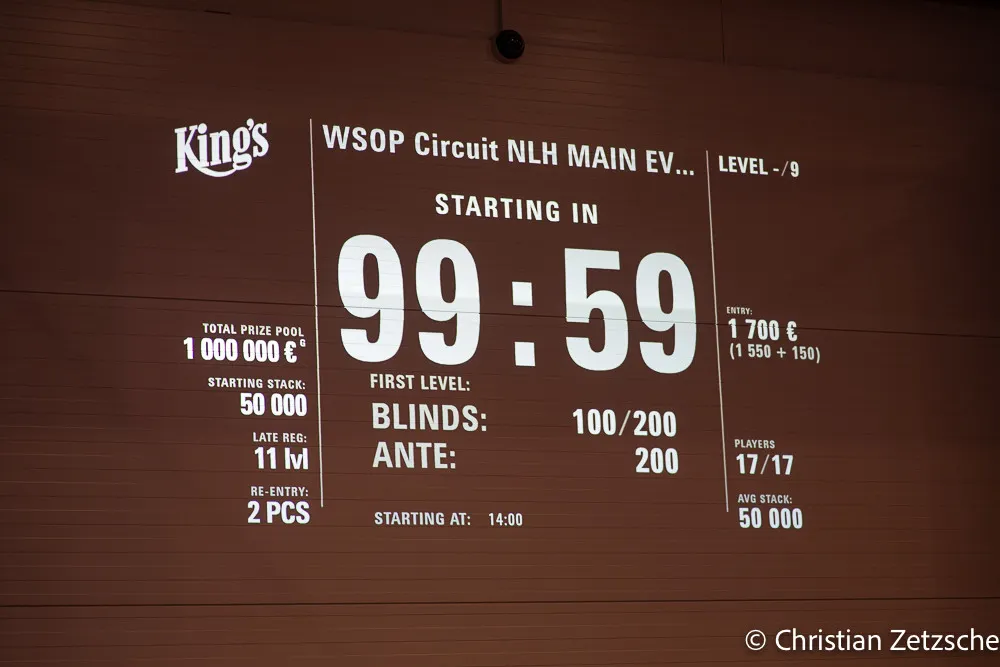 King's
WSOP Circuit NLH MAIN EV...
LEVEL -/9
STARTING IN
99:59
TOTAL PRIZE POOL
1 000 000 € G
STARTING STACK:
50 000
LATE REG:
11 lvl
RE-ENTRY:
2 PCS
FIRST LEVEL:
BLINDS: 100/200
ANTE: 200
STARTING AT: 14:00
ENTRY:
1 700 €
(1 550 + 150)
PLAYERS
17/17
AVG STACK:
50 000
© Christian Zetzsche